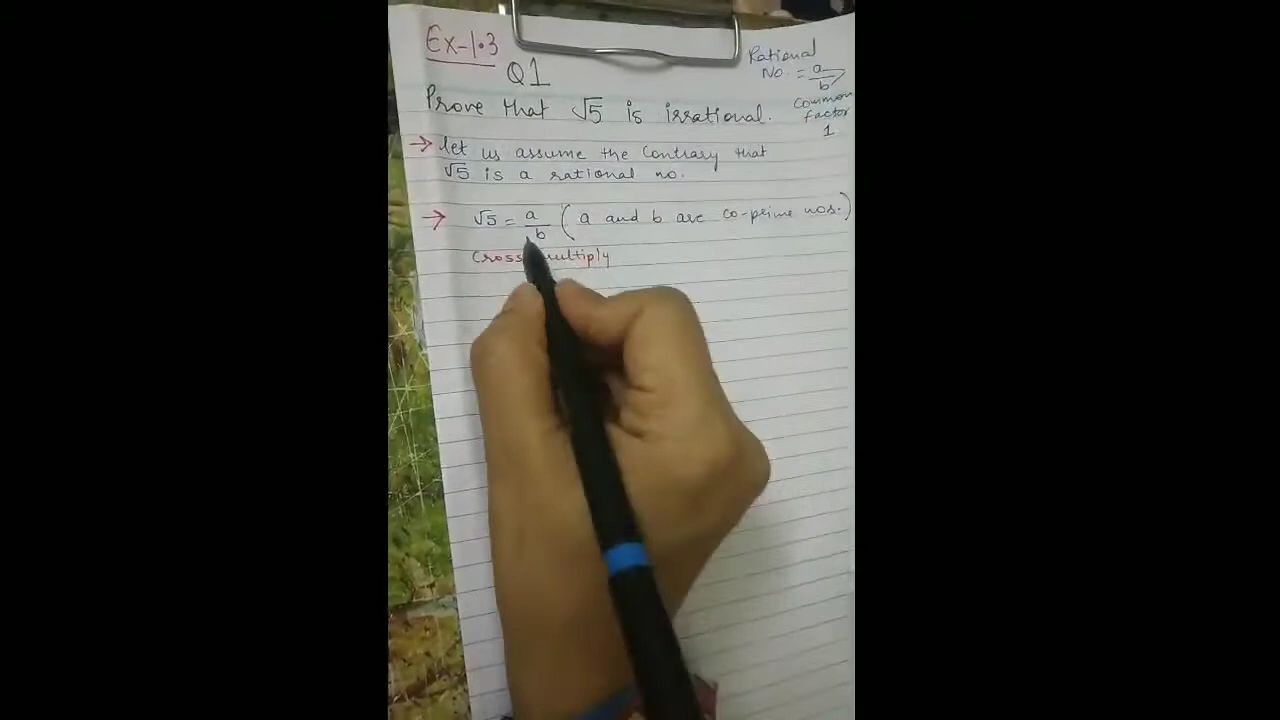 Ex-1.3
Q1
Rational
No. = a/b
Common
factor
1
Prove that √5 is irrational.
→ let us assume the contrary that
√5 is a rational no.
→ √5 = a/b (a and b are co-prime nos.)
Cross multiply